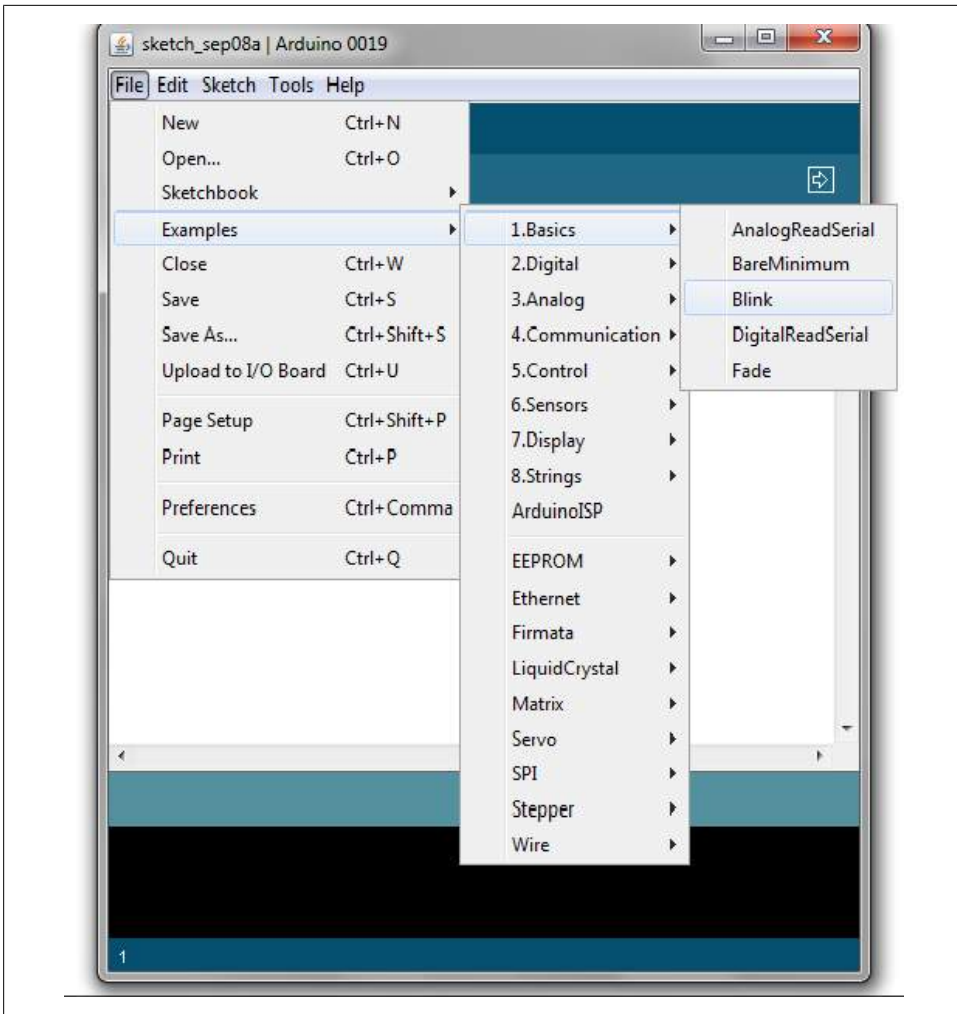 sketch_sep08a | Arduino 0019
File Edit Sketch Tools Help
New Ctrl+N
Open... Ctrl+O
Sketchbook
Examples
Close Ctrl+W
Save Ctrl+S
Save As... Ctrl+Shift+S
Upload to I/O Board Ctrl+U
Page Setup Ctrl+Shift+P
Print Ctrl+P
Preferences Ctrl+Comma
Quit Ctrl+Q
1.Basics
2.Digital
3.Analog
4.Communication
5.Control
6.Sensors
7.Display
8.Strings
ArduinoISP
EEPROM
Ethernet
Firmata
LiquidCrystal
Matrix
Servo
SPI
Stepper
Wire
AnalogReadSerial
BareMinimum
Blink
DigitalReadSerial
Fade
1